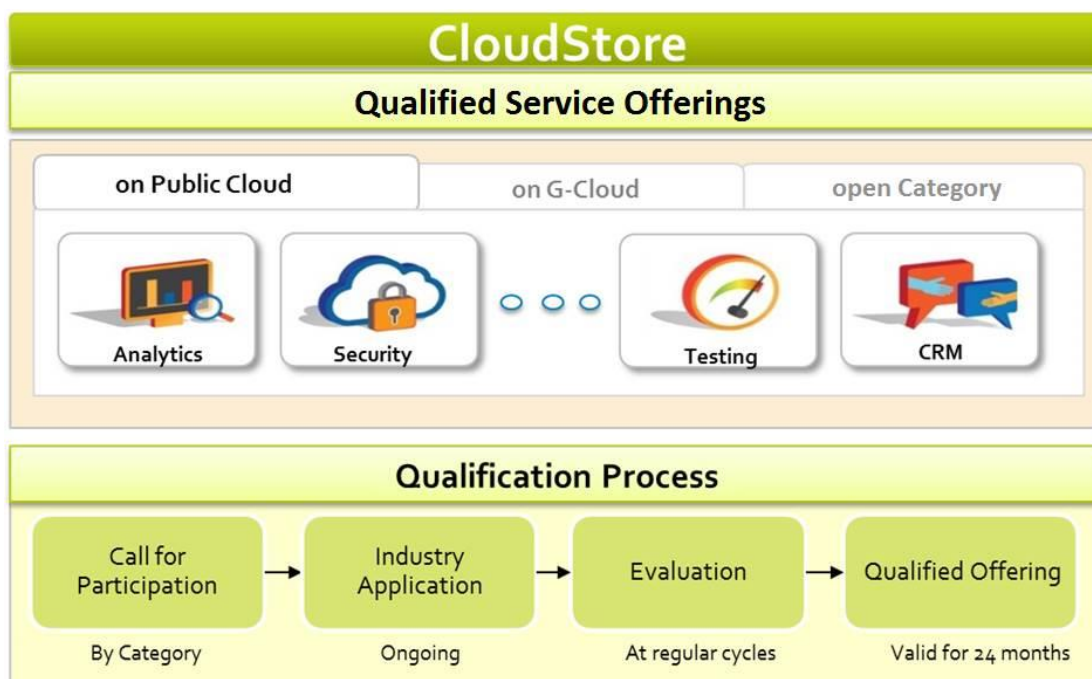 CloudStore
Qualified Service Offerings
on Public Cloud
on G-Cloud
open Category
Analytics
Security
Testing
CRM
Qualification Process
Call for
Participation
Industry
Application
Evaluation
Qualified Offering
By Category
Ongoing
At regular cycles
Valid for 24 months